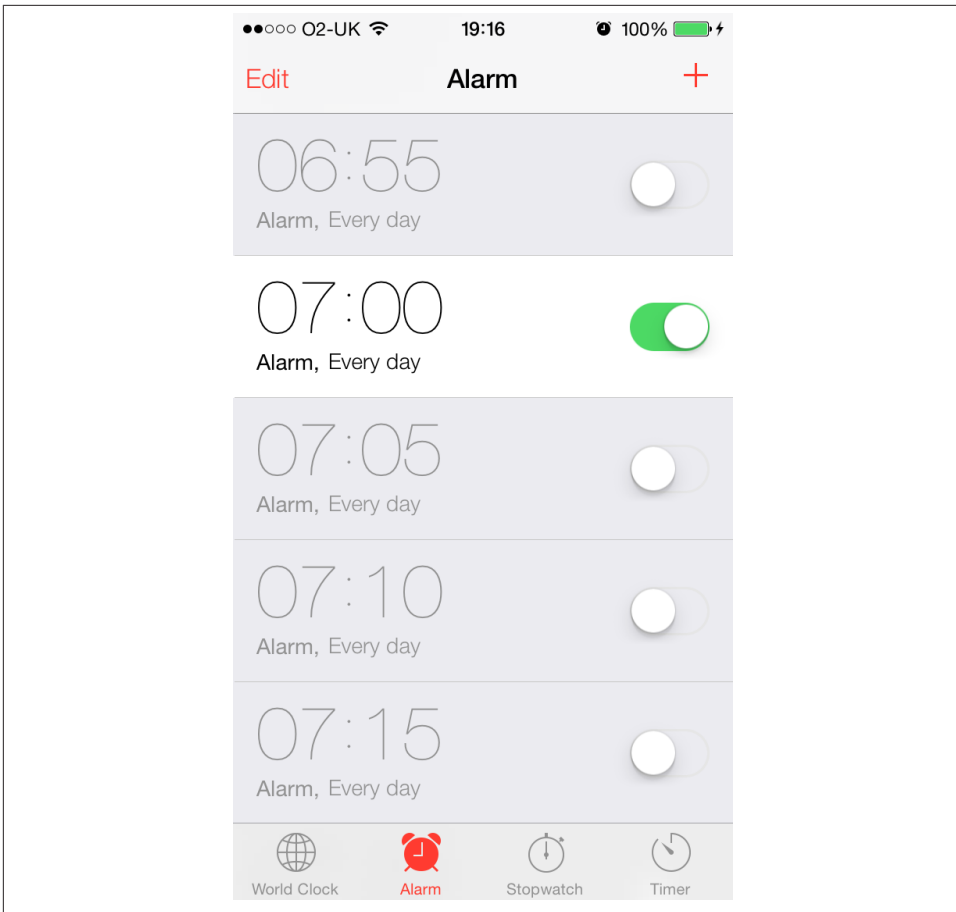 O2-UK 19:16 100%
Edit Alarm +
06:55
Alarm, Every day
07:00
Alarm, Every day
07:05
Alarm, Every day
07:10
Alarm, Every day
07:15
Alarm, Every day
World Clock Alarm Stopwatch Timer